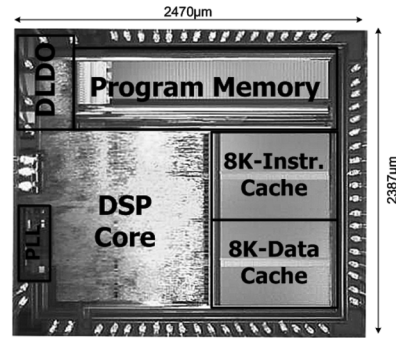 2470µm
DLDO
Program Memory
2387µm
8K-Instr.
Cache
DSP
Core
PLL
8K-Data
Cache